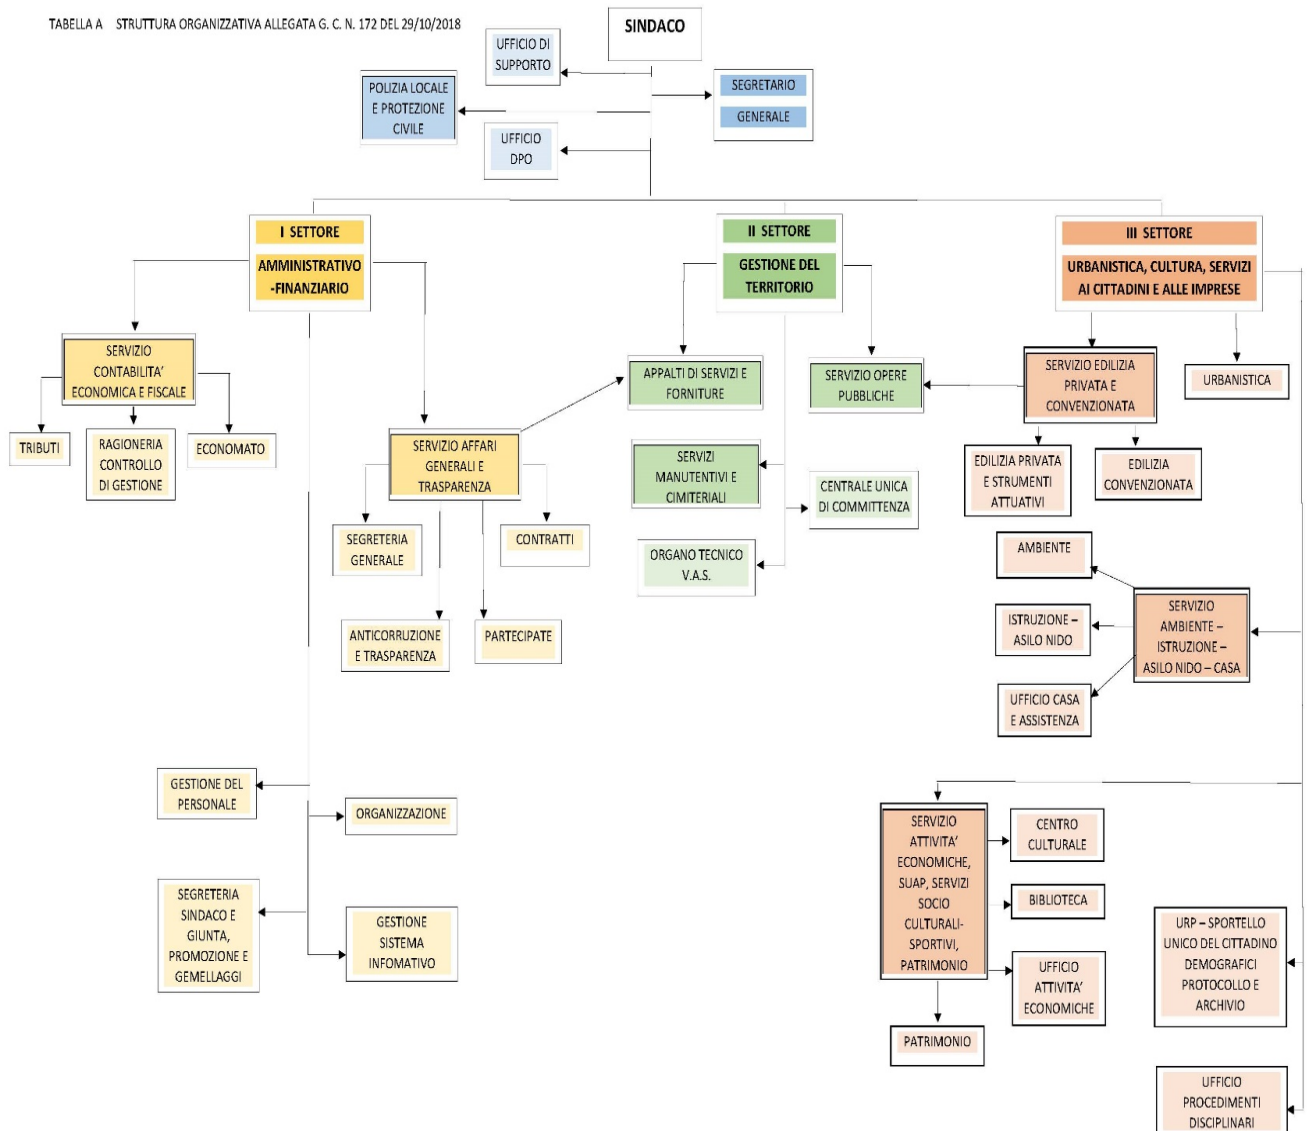 TABELLA A STRUTTURA ORGANIZZATIVA ALLEGATA G. C. N. 172 DEL 29/10/2018
SINDACO
UFFICIO DI
SUPPORTO
POLIZIA LOCALE
E PROTEZIONE
CIVILE
SEGRETARIO
GENERALE
UFFICIO
DPO
I SETTORE
AMMINISTRATIVO
-FINANZIARIO
II SETTORE
GESTIONE DEL
TERRITORIO
III SETTORE
URBANISTICA, CULTURA, SERVIZI
AI CITTADINI E ALLE IMPRESE
SERVIZIO
CONTABILITA’
ECONOMICA E FISCALE
TRIBUTI
RAGIONERIA
CONTROLLO
DI GESTIONE
ECONOMATO
SERVIZIO AFFARI
GENERALI E
TRASPARENZA
SEGRETERIA
GENERALE
CONTRATTI
ANTICORRUZIONE
E TRASPARENZA
PARTECIPATE
APPALTI DI SERVIZI E
FORNITURE
SERVIZIO OPERE
PUBBLICHE
SERVIZI
MANUTENTIVI E
CIMITERIALI
CENTRALE UNICA
DI COMMITTENZA
ORGANO TECNICO
V.A.S.
SERVIZIO EDILIZIA
PRIVATA E
CONVENZIONATA
URBANISTICA
EDILIZIA PRIVATA
E STRUMENTI
ATTUATIVI
EDILIZIA
CONVENZIONATA
AMBIENTE
ISTRUZIONE –
ASILO NIDO
UFFICIO CASA
E ASSISTENZA
SERVIZIO
AMBIENTE –
ISTRUZIONE –
ASILO NIDO – CASA
GESTIONE DEL
PERSONALE
ORGANIZZAZIONE
SEGRETERIA
SINDACO E
GIUNTA,
PROMOZIONE E
GEMELLAGGI
GESTIONE
SISTEMA
INFOMATIVO
SERVIZIO
ATTIVITA’
ECONOMICHE,
SUAP, SERVIZI
SOCIO
CULTURALI-
SPORTIVI,
PATRIMONIO
CENTRO
CULTURALE
BIBLIOTECA
UFFICIO
ATTIVITA’
ECONOMICHE
PATRIMONIO
URP – SPORTELLO
UNICO DEL CITTADINO
DEMOGRAFICI
PROTOCOLLO E
ARCHIVIO
UFFICIO
PROCEDIMENTI
DISCIPLINARI